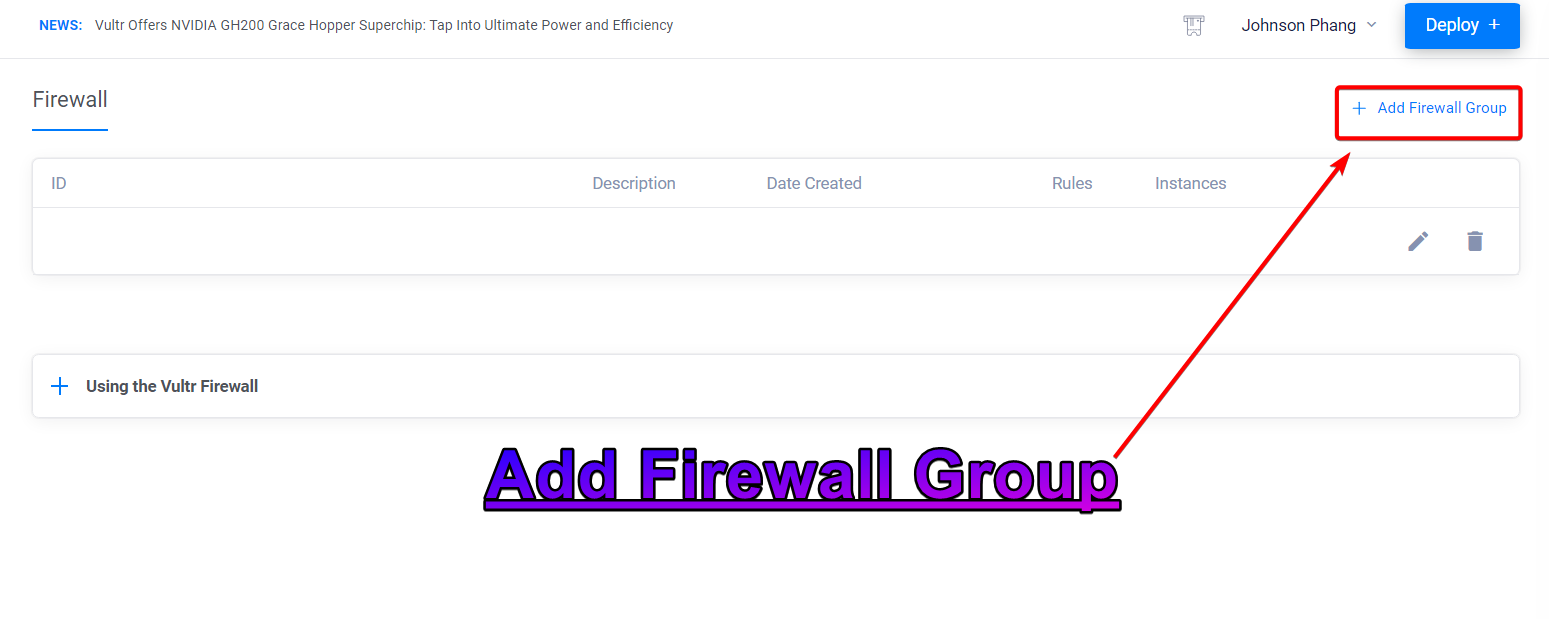 NEWS: Vultr Offers NVIDIA GH200 Grace Hopper Superchip: Tap Into Ultimate Power and Efficiency
Johnson Phang
Deploy +
Firewall
+ Add Firewall Group
ID Description Date Created Rules Instances
+ Using the Vultr Firewall
Add Firewall Group